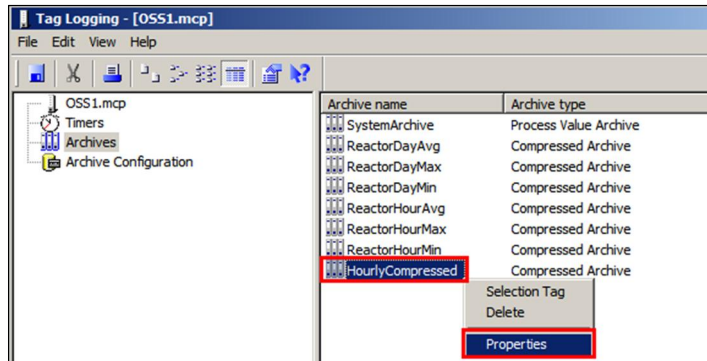 Tag Logging - [OSS1.mcp]
File Edit View Help
OSS1.mcp
Timers
Archives
Archive Configuration
Archive name Archive type
SystemArchive Process Value Archive
ReactorDayAvg Compressed Archive
ReactorDayMax Compressed Archive
ReactorDayMin Compressed Archive
ReactorHourAvg Compressed Archive
ReactorHourMax Compressed Archive
ReactorHourMin Compressed Archive
HourlyCompressed Compressed Archive
Selection Tag
Delete
Properties